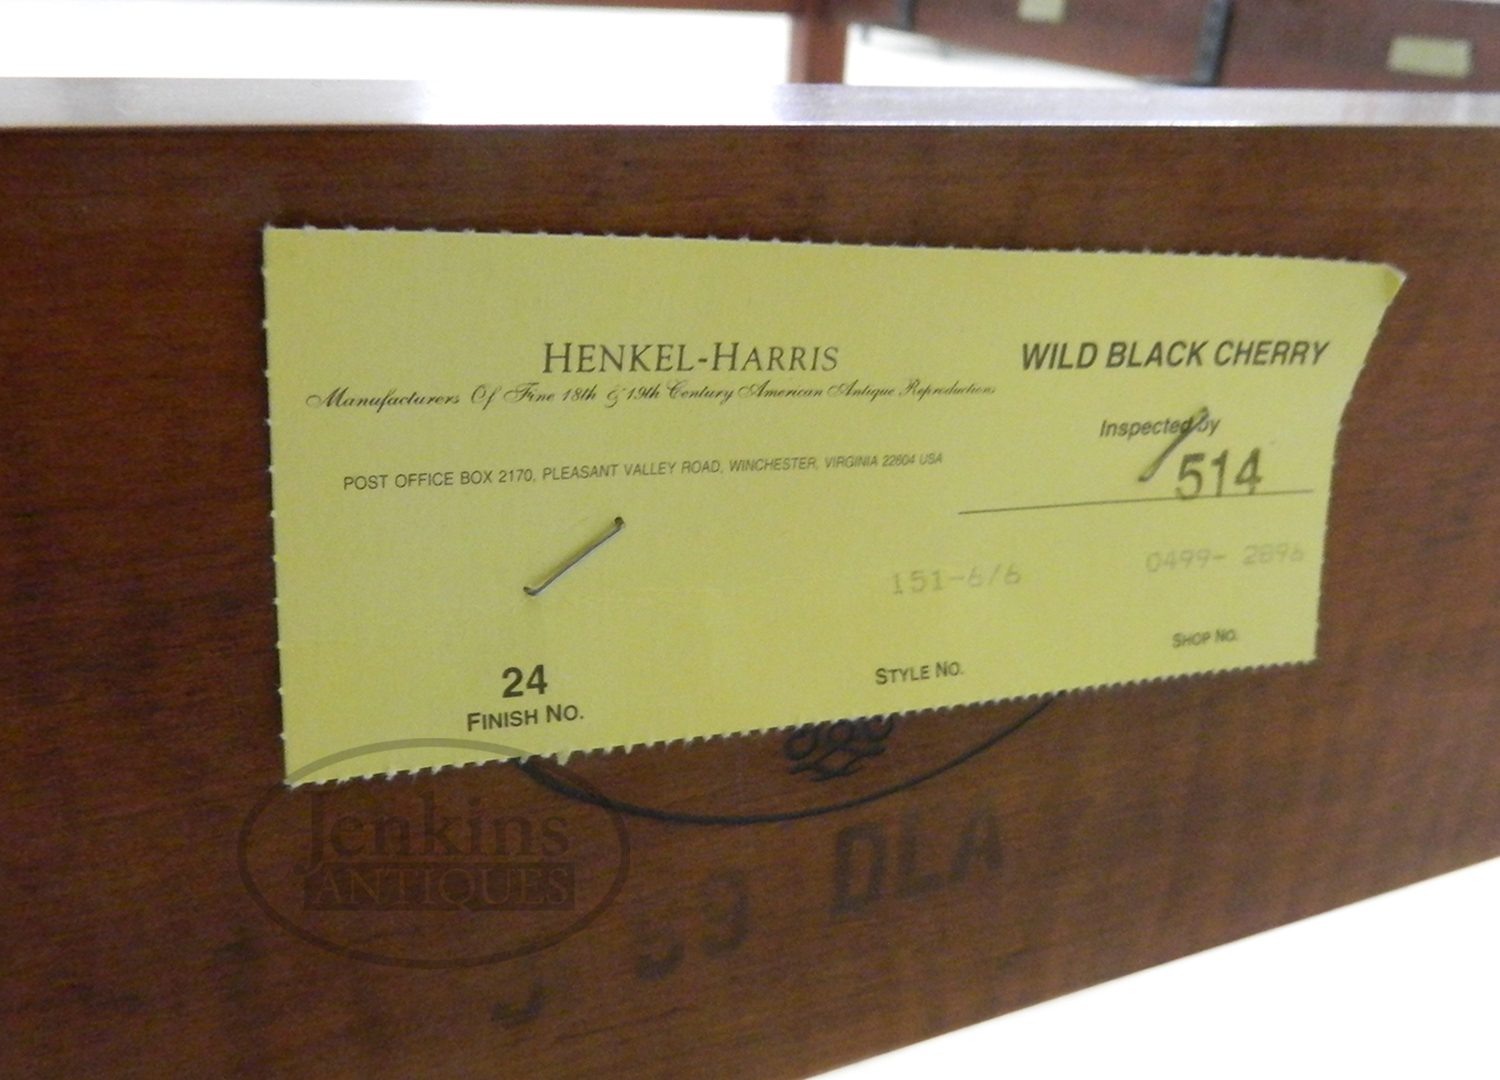 HENKEL-HARRIS
Manufacturers Of Fine 18th & 19th Century American Antique Reproductions
POST OFFICE BOX 2170, PLEASANT VALLEY ROAD, WINCHESTER, VIRGINIA 22604 USA
WILD BLACK CHERRY
Inspected by
514
24
FINISH NO.
151-6/6
STYLE NO.
0499- 2896
SHOP NO.
DLA
Jenkins
ANTIQUES